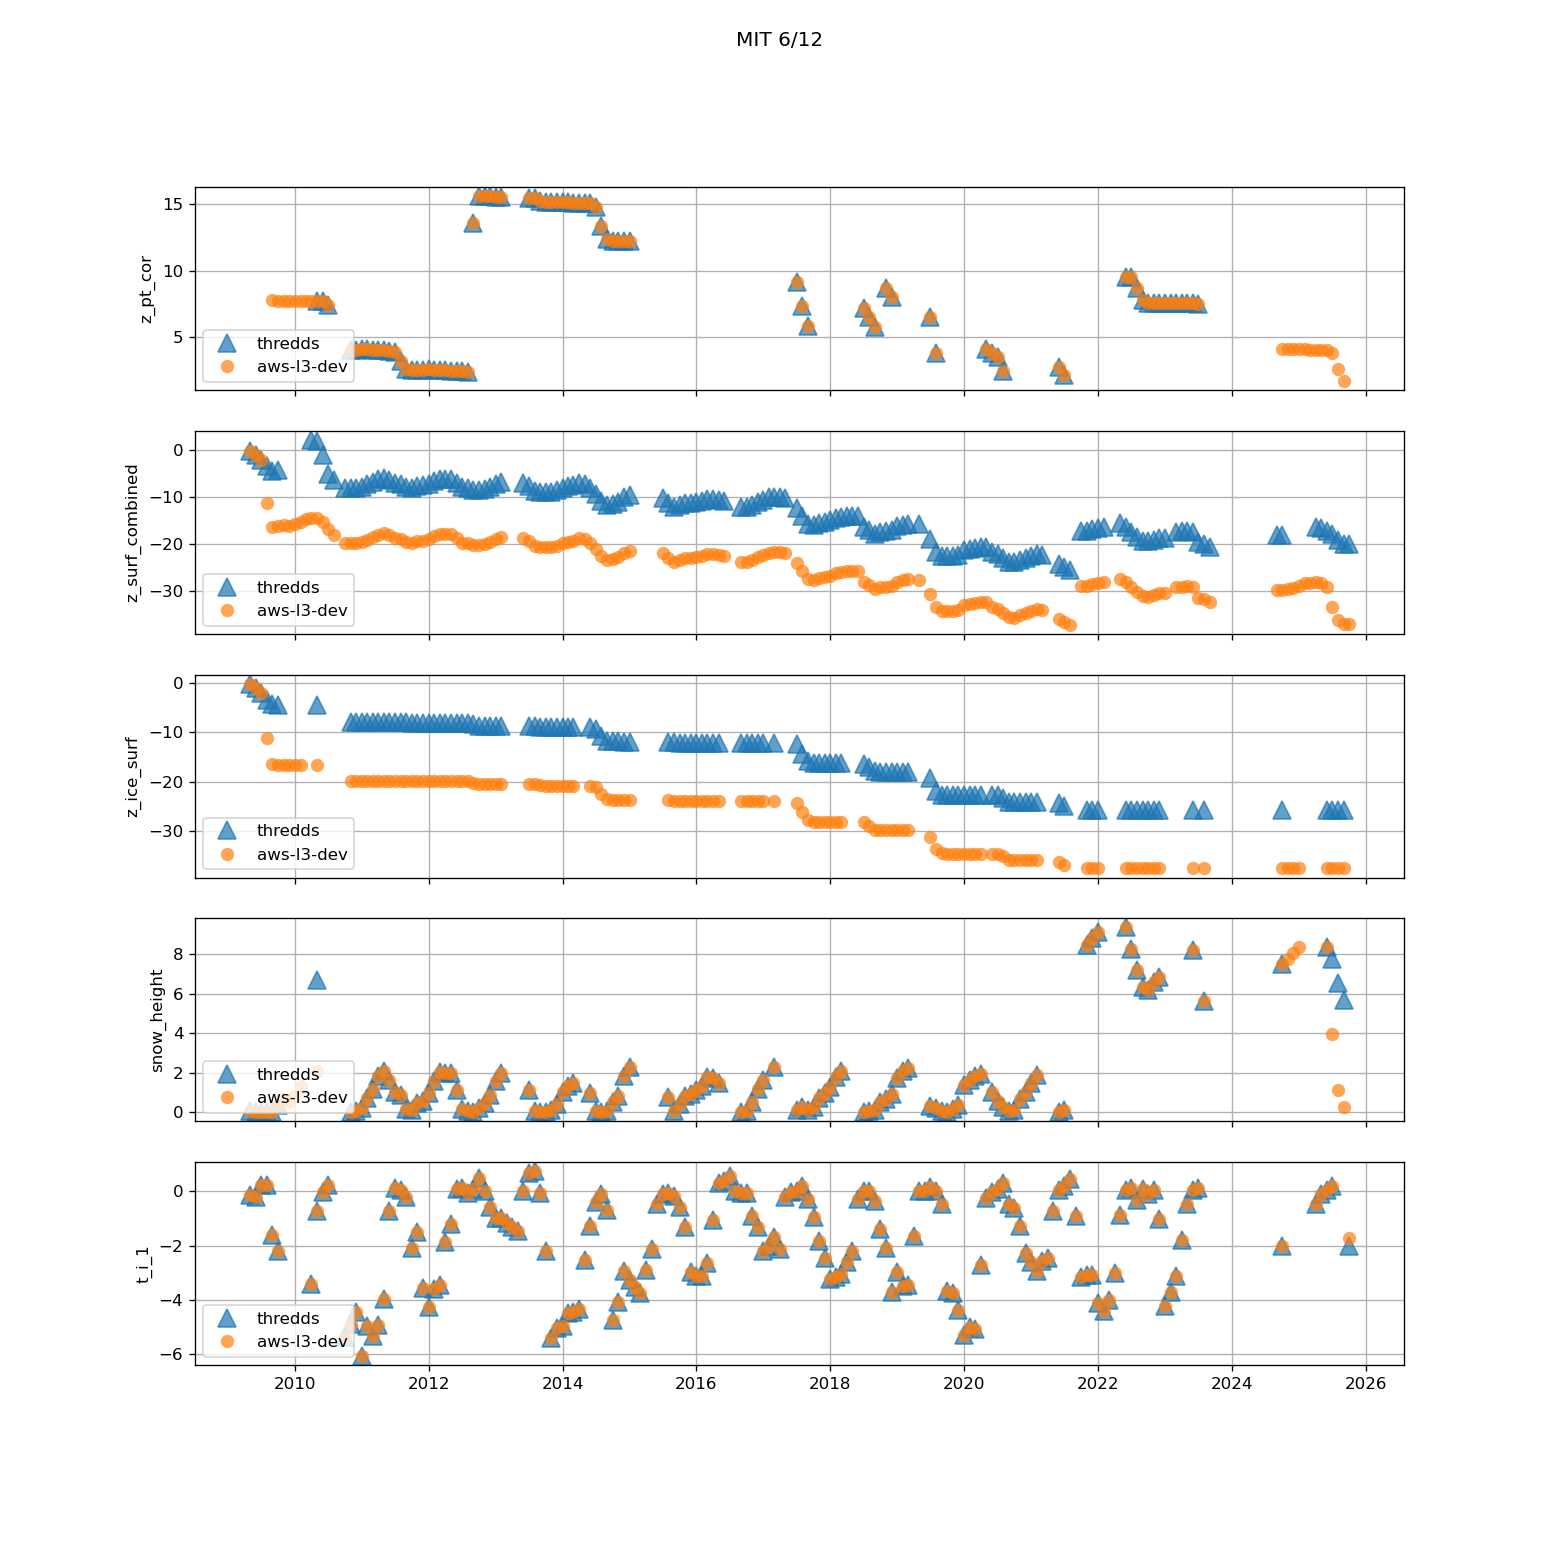 MIT 6/12
15
10
5
z_pt_cor
thredds
aws-l3-dev
0
−10
−20
−30
z_surf_combined
thredds
aws-l3-dev
0
−10
−20
−30
z_ice_surf
thredds
aws-l3-dev
8
6
4
2
0
snow_height
thredds
aws-l3-dev
0
−2
−4
−6
t_i_1
thredds
aws-l3-dev
2010 2012 2014 2016 2018 2020 2022 2024 2026